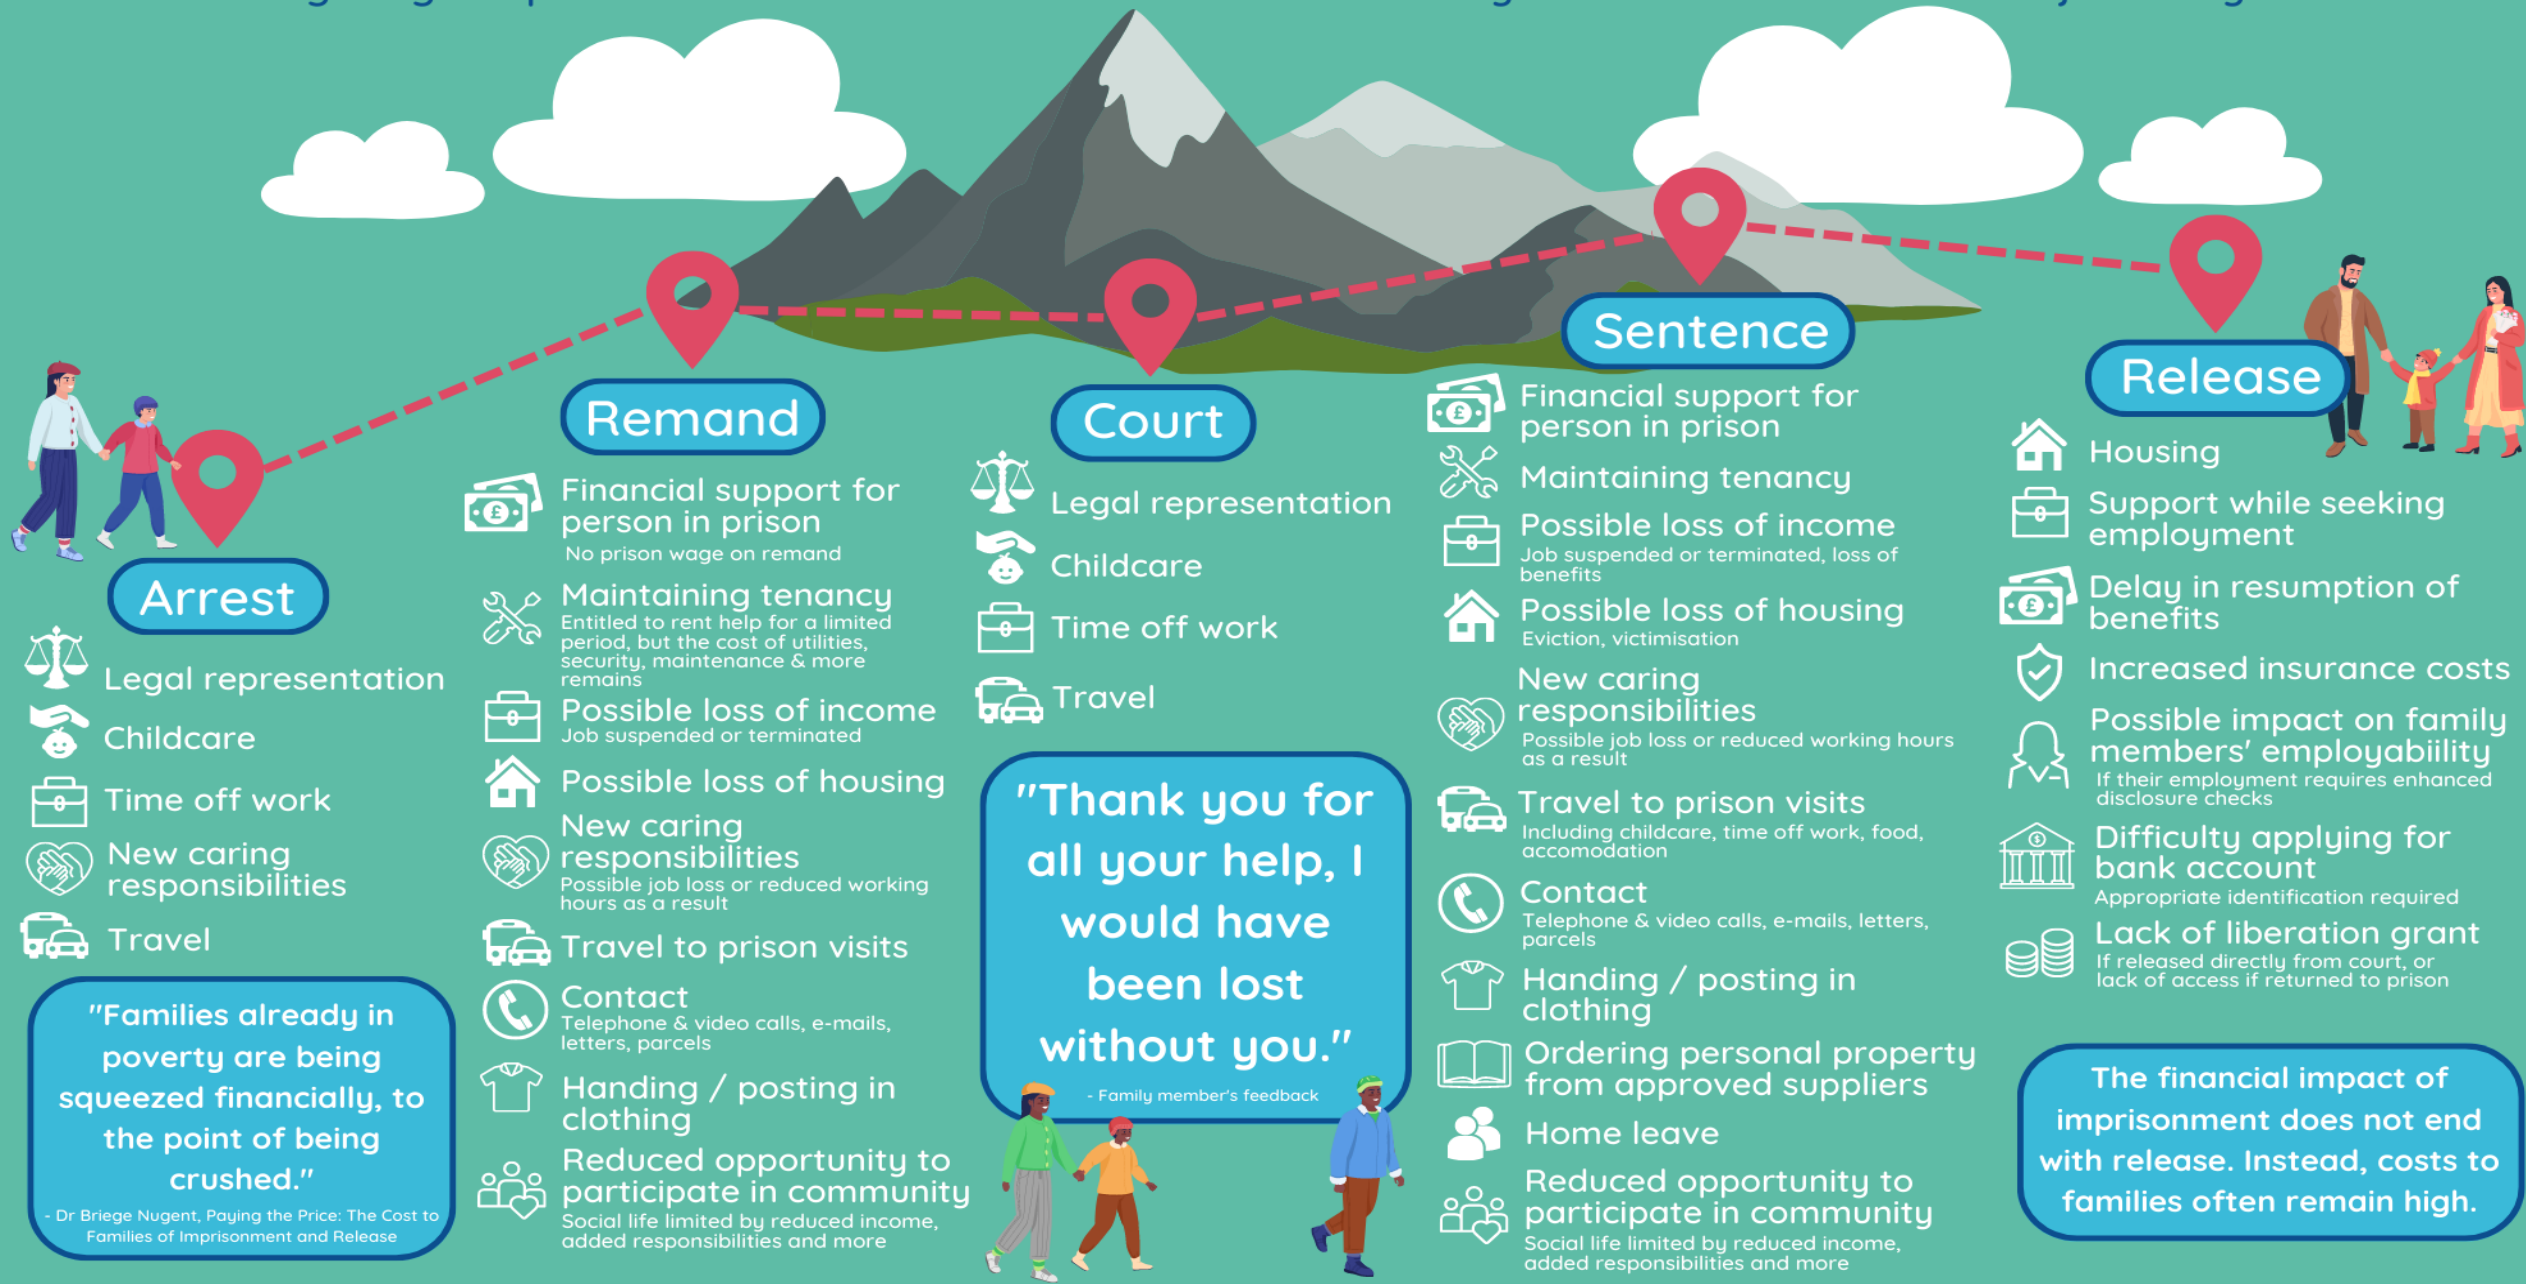 Arrest
Legal representation
Childcare
Time off work
New caring
responsibilities
Travel
"Families already in
poverty are being
squeezed financially, to
the point of being
crushed."
- Dr Briege Nugent, Paying the Price: The Cost to
Families of Imprisonment and Release
Remand
Financial support for
person in prison
No prison wage on remand
Maintaining tenancy
Entitled to rent help for a limited
period, but the cost of utilities,
security, maintenance & more
remains
Possible loss of income
Job suspended or terminated
Possible loss of housing
New caring
responsibilities
Possible job loss or reduced working
hours as a result
Travel to prison visits
Contact
Telephone & video calls, e-mails,
letters, parcels
Handing / posting in
clothing
Reduced opportunity to
participate in community
Social life limited by reduced income,
added responsibilities and more
Court
Legal representation
Childcare
Time off work
Travel
"Thank you for
all your help, I
would have
been lost
without you."
- Family member's feedback
Sentence
Financial support for
person in prison
Maintaining tenancy
Possible loss of income
Job suspended or terminated, loss of
benefits
Possible loss of housing
Eviction, victimisation
New caring
responsibilities
Possible job loss or reduced working hours
as a result
Travel to prison visits
Including childcare, time off work, food,
accomodation
Contact
Telephone & video calls, e-mails, letters,
parcels
Handing / posting in
clothing
Ordering personal property
from approved suppliers
Home leave
Reduced opportunity to
participate in community
Social life limited by reduced income,
added responsibilities and more
Release
Housing
Support while seeking
employment
Delay in resumption of
benefits
Increased insurance costs
Possible impact on family
members' employabiility
If their employment requires enhanced
disclosure checks
Difficulty applying for
bank account
Appropriate identification required
Lack of liberation grant
If released directly from court, or
lack of access if returned to prison
The financial impact of
imprisonment does not end
with release. Instead, costs to
families often remain high.